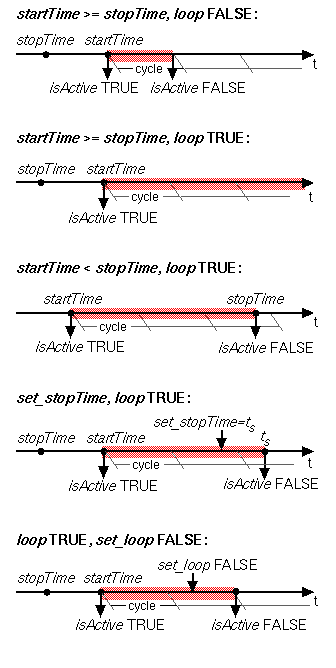 startTime >= stopTime, loop FALSE:
stopTime startTime
cycle t
isActive TRUE isActive FALSE
startTime >= stopTime, loop TRUE:
stopTime startTime
cycle t
isActive TRUE
startTime < stopTime, loop TRUE:
startTime stopTime
cycle t
isActive TRUE isActive FALSE
set_stopTime, loop TRUE:
set_stopTime=ts
stopTime startTime ts
cycle t
isActive TRUE isActive FALSE
loop TRUE, set_loop FALSE:
set_loop FALSE
stopTime startTime
cycle t
isActive TRUE isActive FALSE